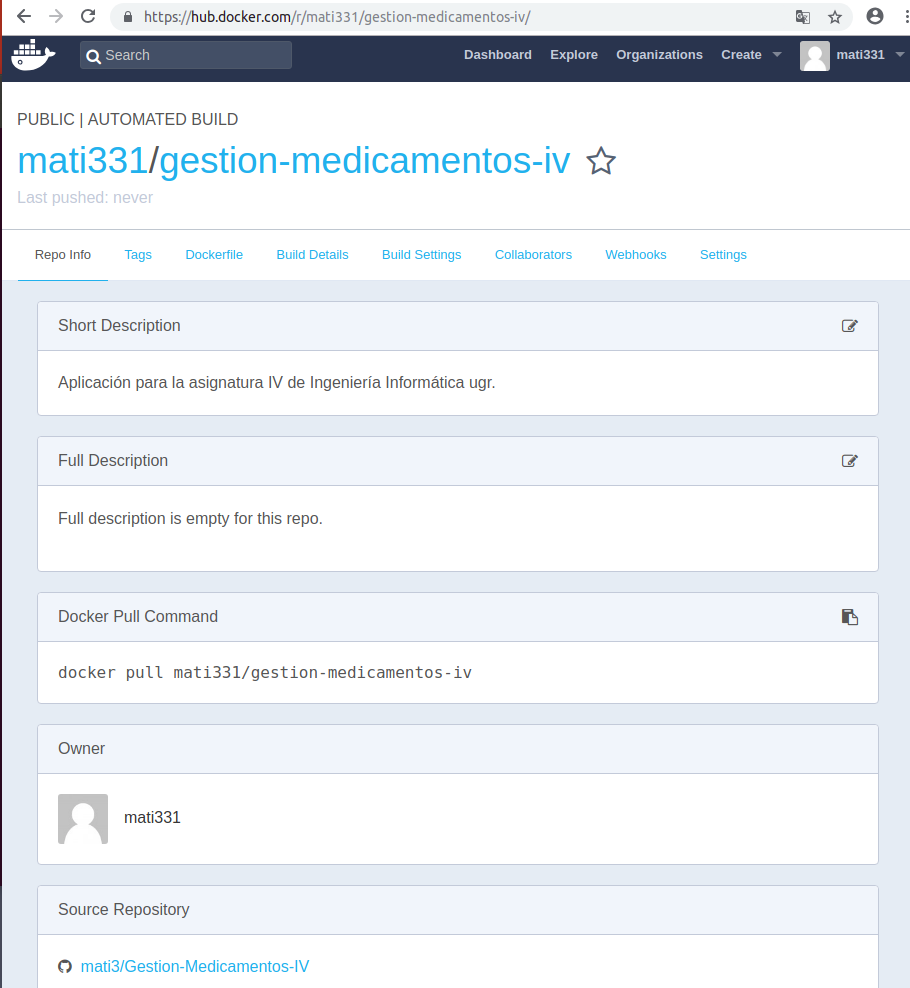 https://hub.docker.com/r/mati331/gestion-medicamentos-iv/
Search
Dashboard Explore Organizations Create mati331
PUBLIC | AUTOMATED BUILD
mati331/gestion-medicamentos-iv
Last pushed: never
Repo Info Tags Dockerfile Build Details Build Settings Collaborators Webhooks Settings
Short Description
Aplicación para la asignatura IV de Ingeniería Informática ugr.
Full Description
Full description is empty for this repo.
Docker Pull Command
docker pull mati331/gestion-medicamentos-iv
Owner
mati331
Source Repository
mati3/Gestion-Medicamentos-IV